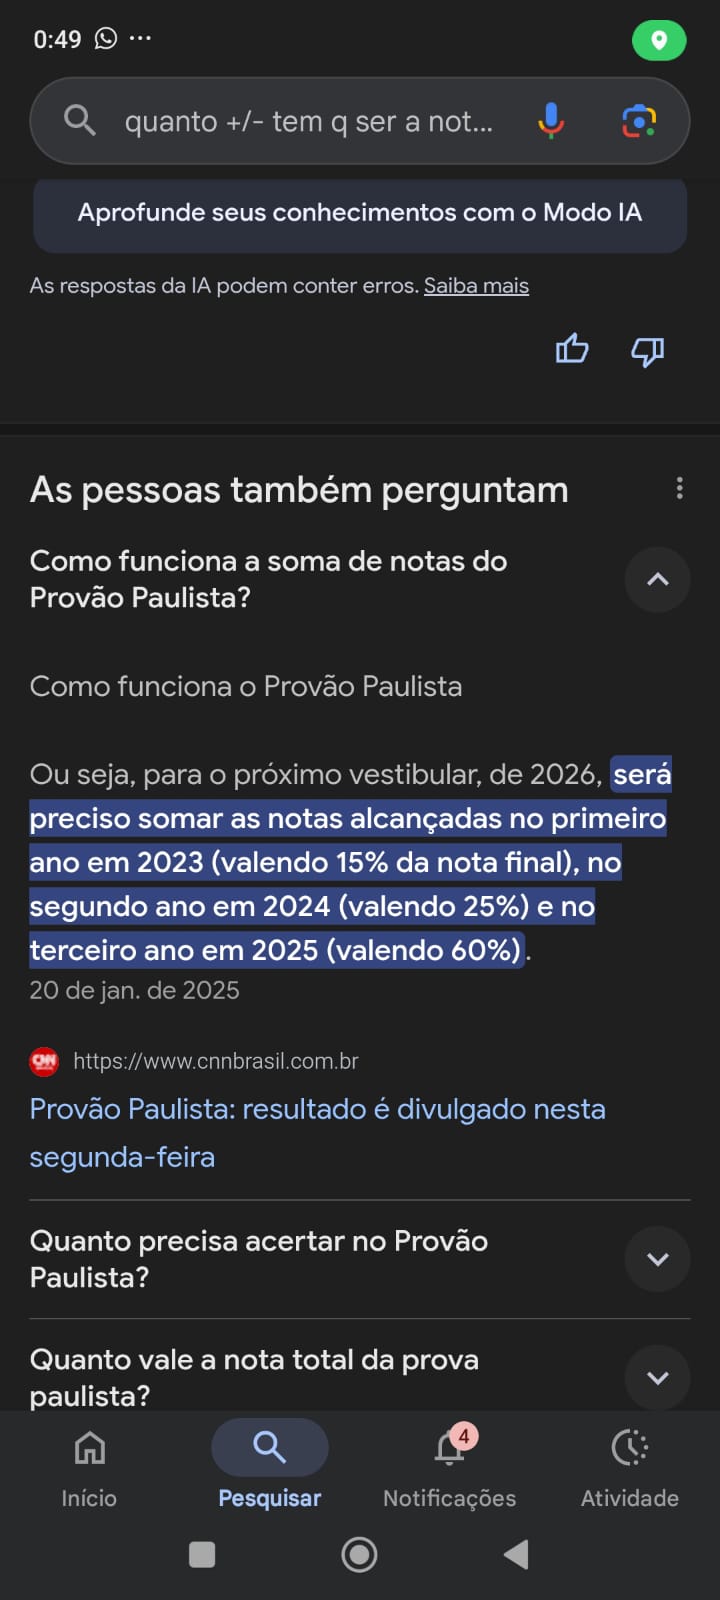 0:49
quanto +/- tem q ser a not...
Aprofunde seus conhecimentos com o Modo IA
As respostas da IA podem conter erros. Saiba mais
As pessoas também perguntam
Como funciona a soma de notas do
Provão Paulista?
Como funciona o Provão Paulista
Ou seja, para o próximo vestibular, de 2026, será
preciso somar as notas alcançadas no primeiro
ano em 2023 (valendo 15% da nota final), no
segundo ano em 2024 (valendo 25%) e no
terceiro ano em 2025 (valendo 60%).
20 de jan. de 2025
CNN
https://www.cnnbrasil.com.br
Provão Paulista: resultado é divulgado nesta
segunda-feira
Quanto precisa acertar no Provão
Paulista?
Quanto vale a nota total da prova
paulista?
4
Início
Pesquisar
Notificações
Atividade